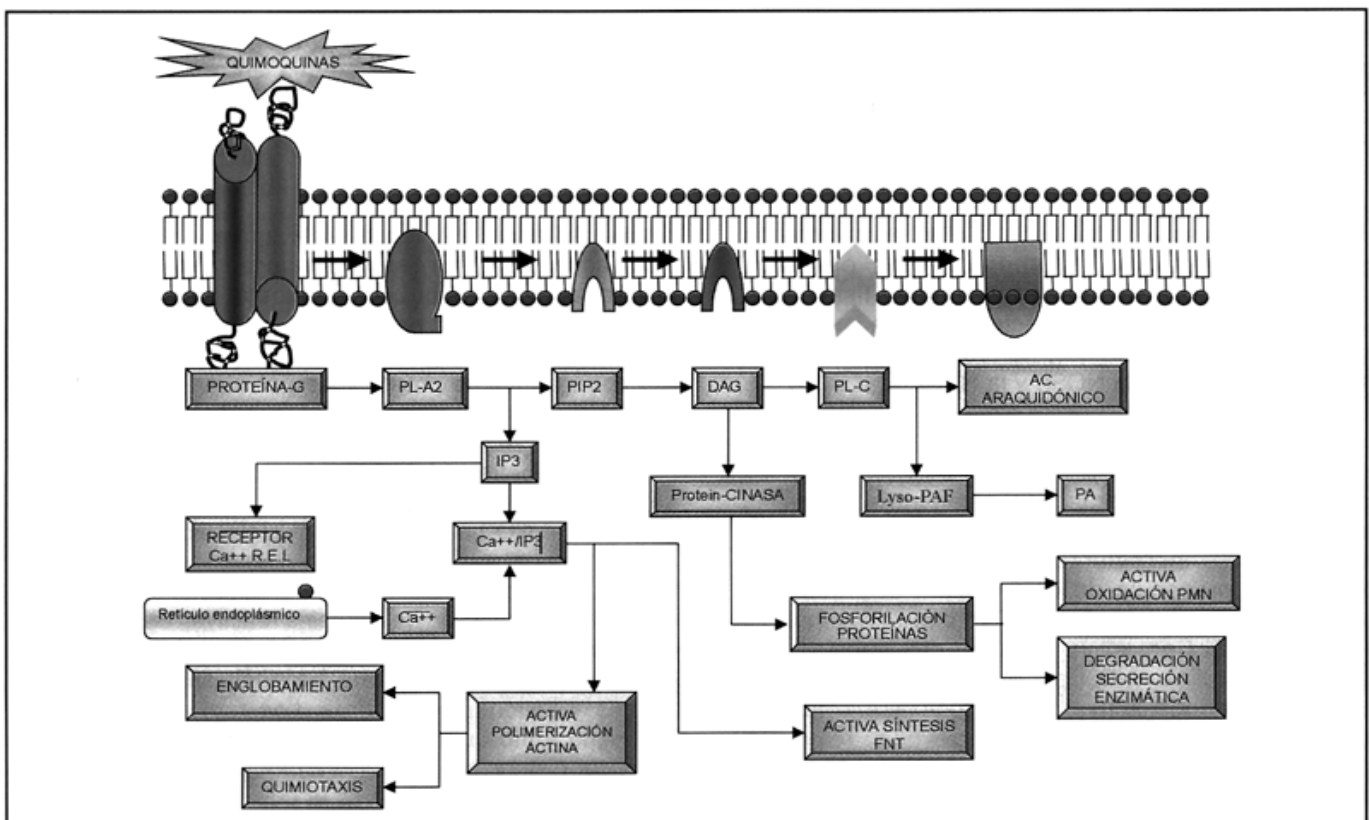 QUIMOQUINAS
PROTEÍNA-G
PL-A2
PIP2
DAG
PL-C
AC.
ARAQUIDÓNICO
IP3
Protein-CINASA
Lyso-PAF
PA
RECEPTOR
Ca++ R.E.L
Ca++/IP3
Retículo endoplásmico
Ca++
FOSFORILACIÓN
PROTEÍNAS
ACTIVA
OXIDACIÓN PMN
DEGRADACIÓN
SECRECIÓN
ENZIMÁTICA
ENGLOBAMIENTO
ACTIVA
POLIMERIZACIÓN
ÁCTINA
ACTIVA SÍNTESIS
FNT
QUIMIOTAXIS